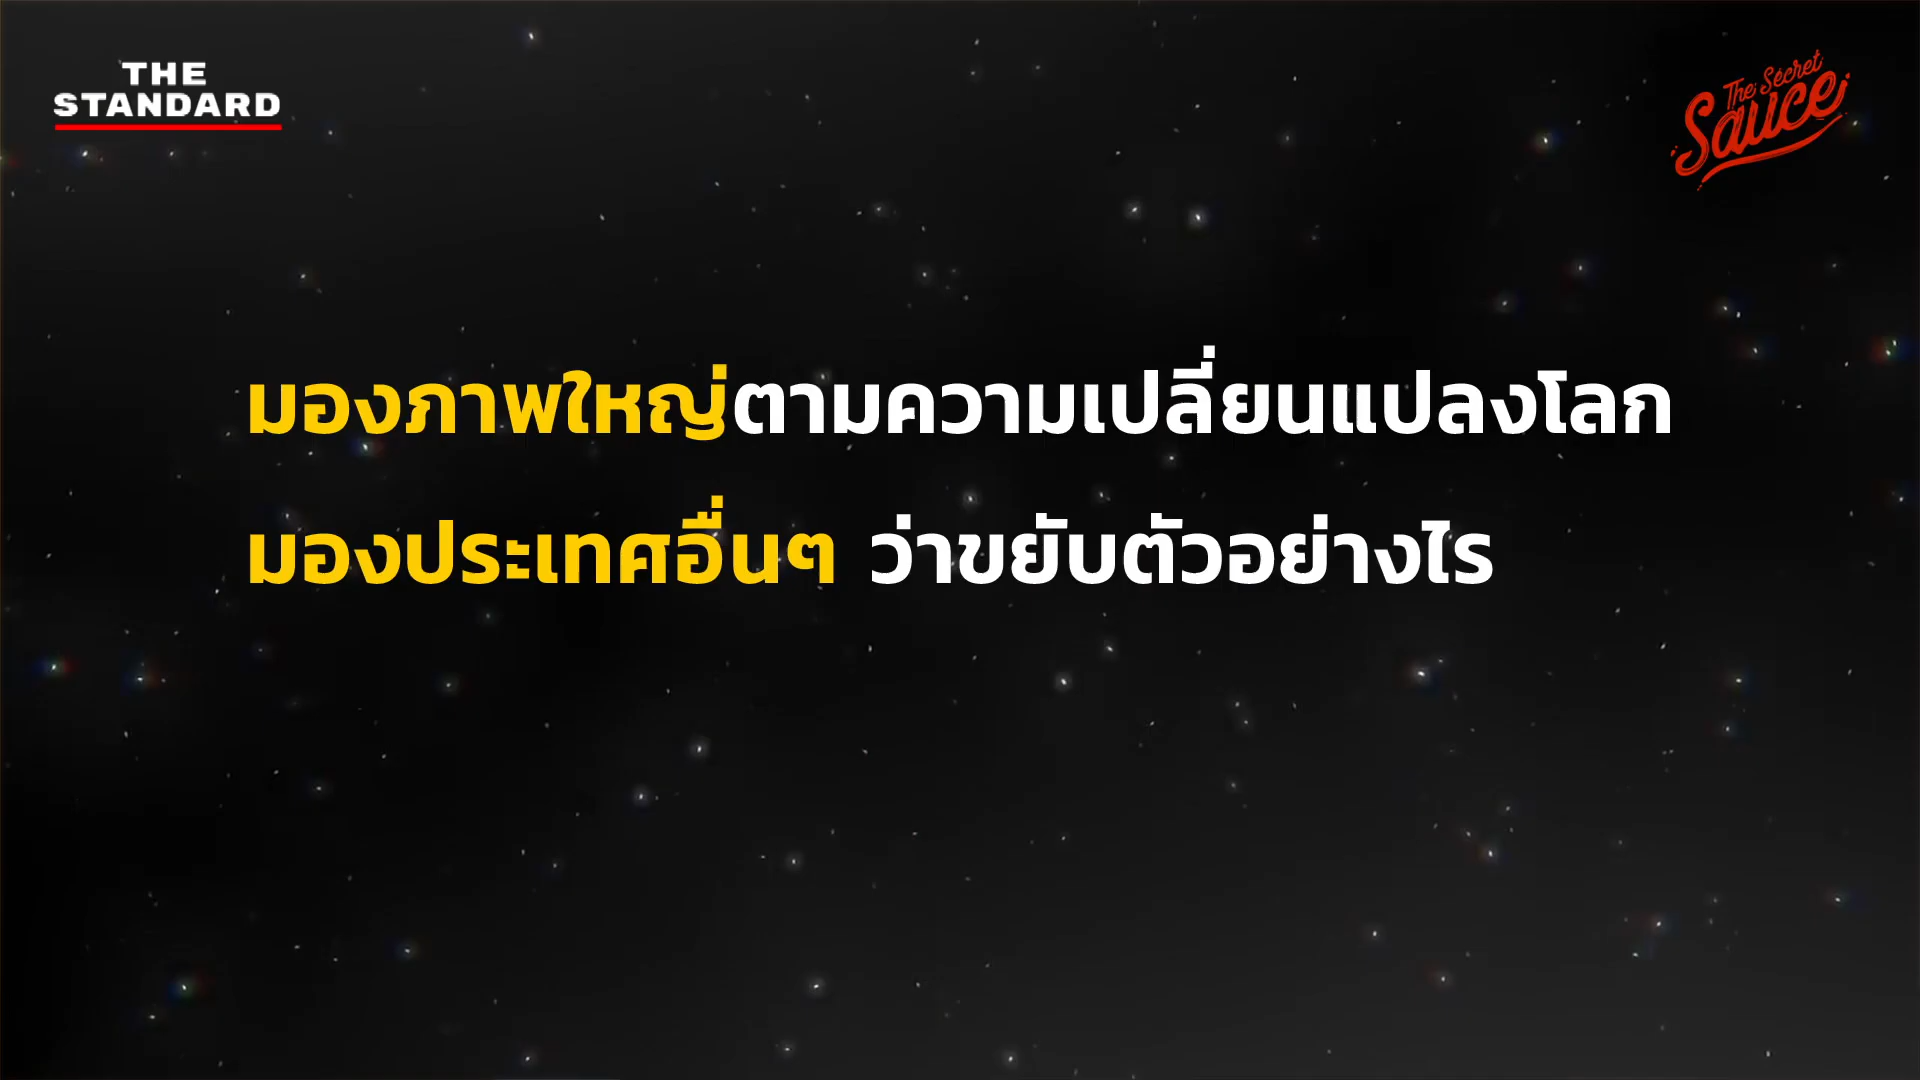 THE
STANDARD
The Secret
Sauce
มองภาพใหญ่ตามความเปลี่ยนแปลงโลก
มองประเทศอื่นๆ ว่าขยับตัวอย่างไร